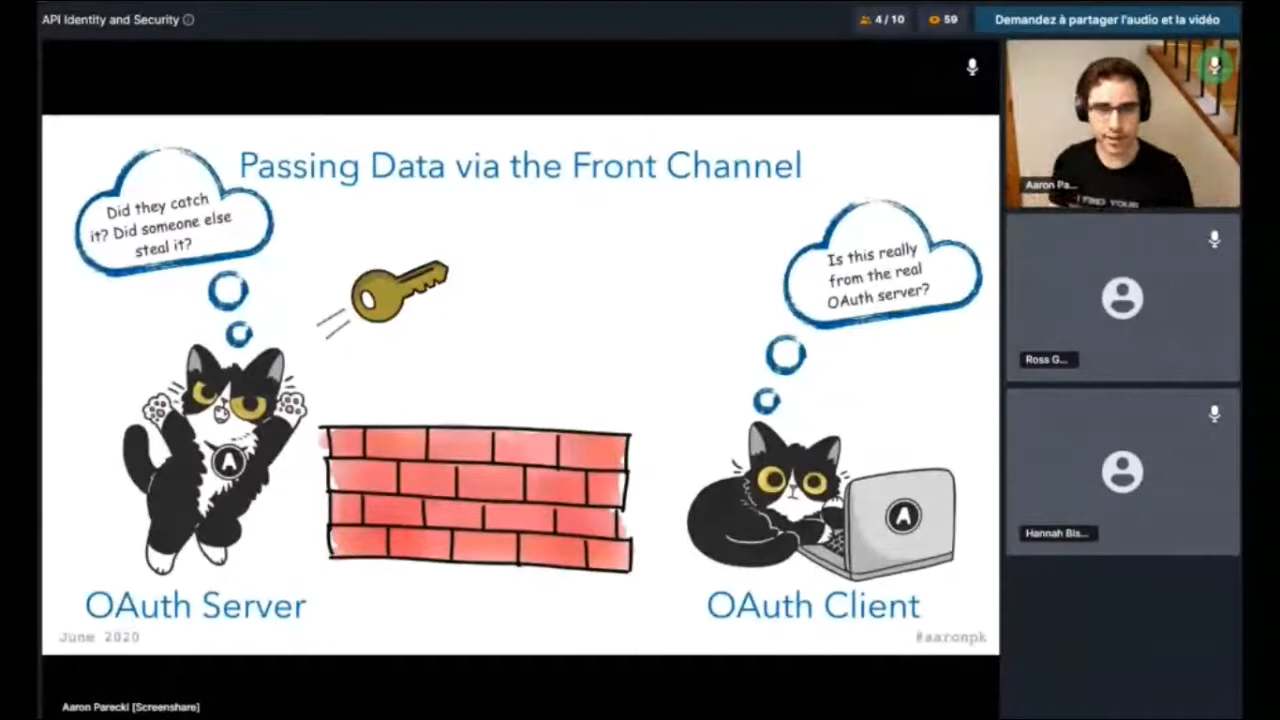 API Identity and Security
4 / 10
59
Demandez à partager l'audio et la vidéo
Passing Data via the Front Channel
Did they catch
it? Did someone else
steal it?
Is this really
from the real
OAuth server?
A
A
OAuth Server
OAuth Client
June 2020
#aaronpk
Aaron Parecki [Screenshare]
Aaron Pa...
I FIND YOUR
Ross G...
Hannah Bis...